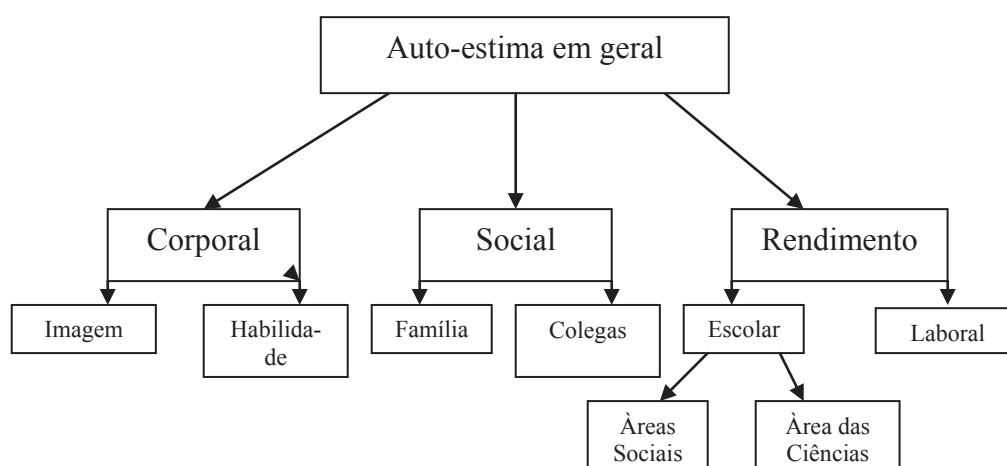 Auto-estima em geral
Corporal
Social
Rendimento
Imagem
Habilida-
de
Família
Colegas
Escolar
Laboral
Àreas
Sociais
Àrea das
Ciências